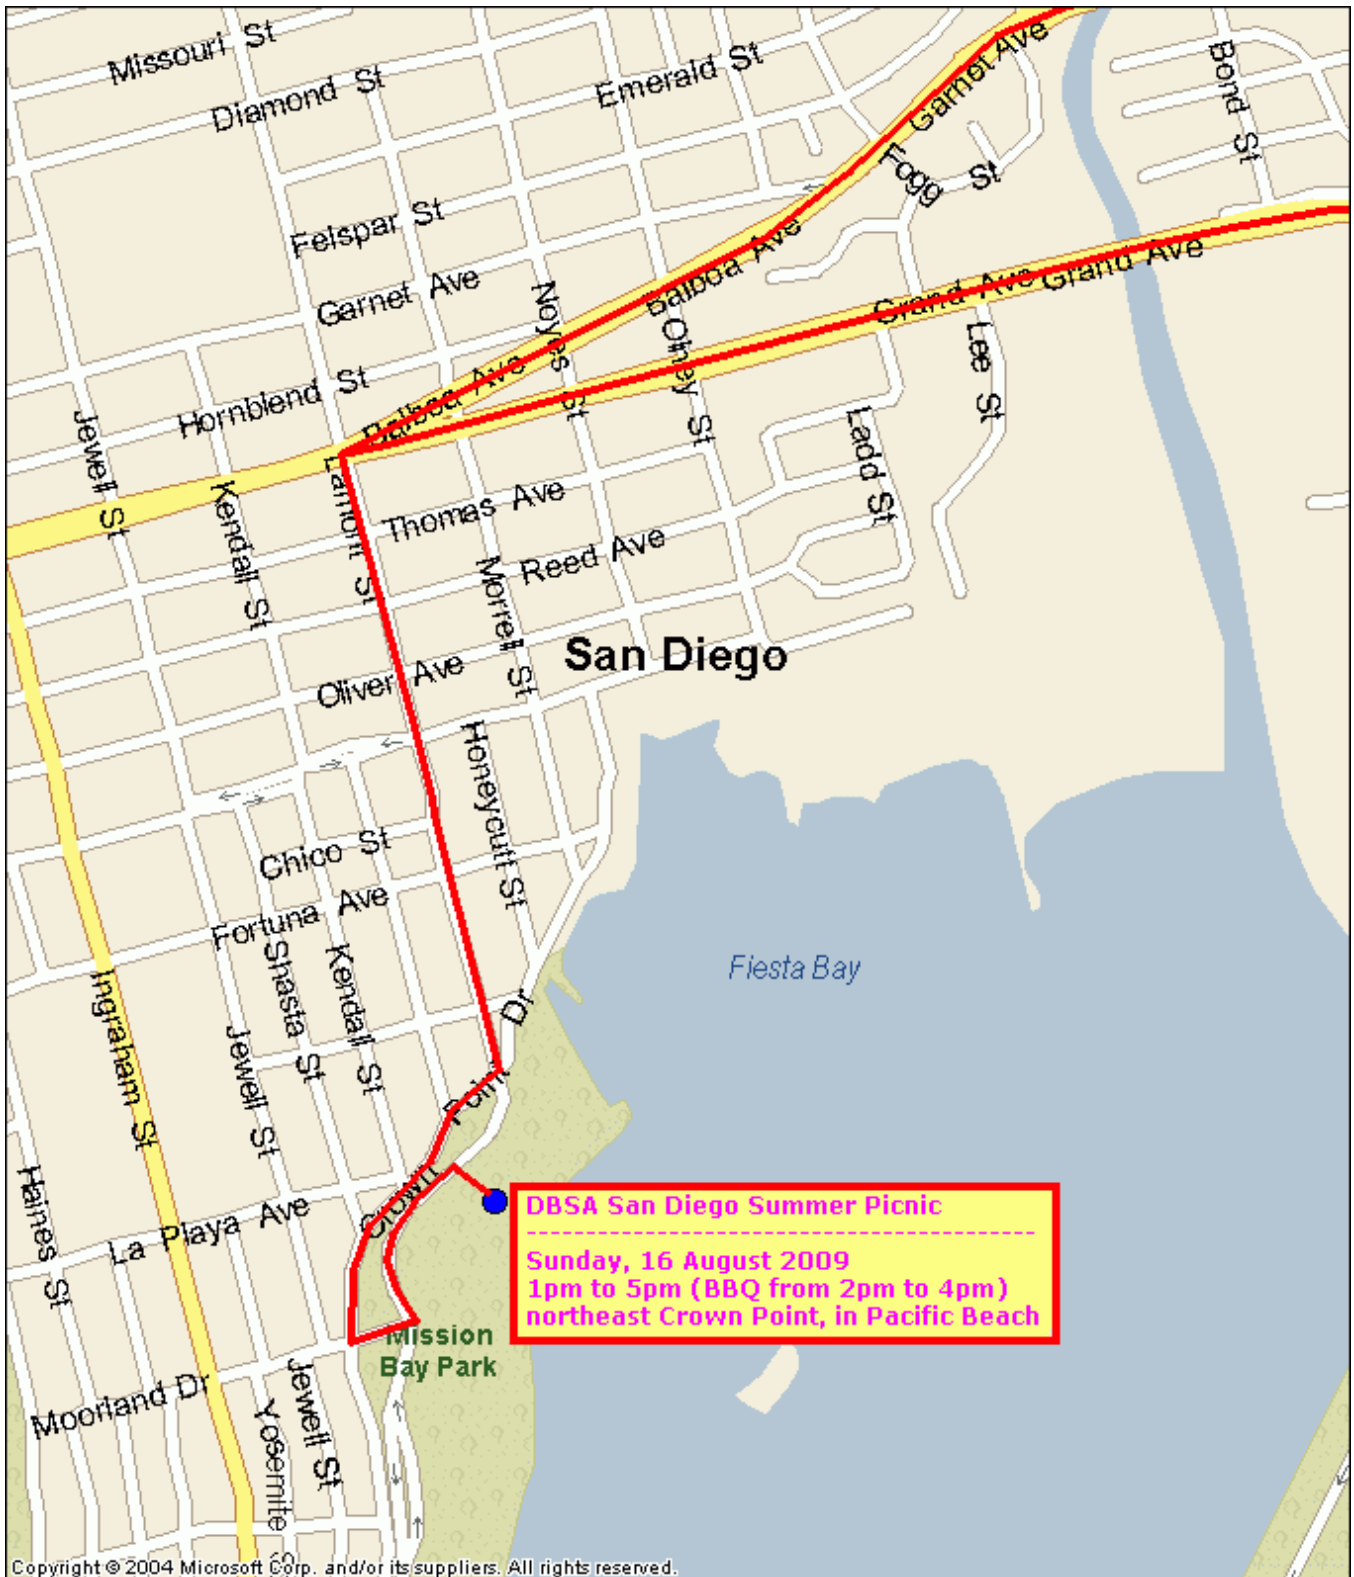 Missouri St
Diamond St
Emerald St
Garnet Ave
Bond St
Fogg St
Felspar St
Garnet Ave
Balboa Ave
Grand Ave
Grand Ave
Noyes St
Olney St
Lee St
Hornblend St
Balboa Ave
Jewell St
Kendall St
Lamont St
Thomas Ave
Ladd St
Reed Ave
Morrell St
San Diego
Oliver Ave
Honeycutt St
Chico St
Fortuna Ave
Shasta St
Kendall St
Fiesta Bay
Ingraham St
Jewell St
Crown Point Dr
Haines St
La Playa Ave
DBSA San Diego Summer Picnic
----------------------------------------
Sunday, 16 August 2009
1pm to 5pm (BBQ from 2pm to 4pm)
northeast Crown Point, in Pacific Beach
Mission
Bay Park
Moorland Dr
Jewell St
Yosemite
Copyright © 2004 Microsoft Corp. and/or its suppliers. All rights reserved.